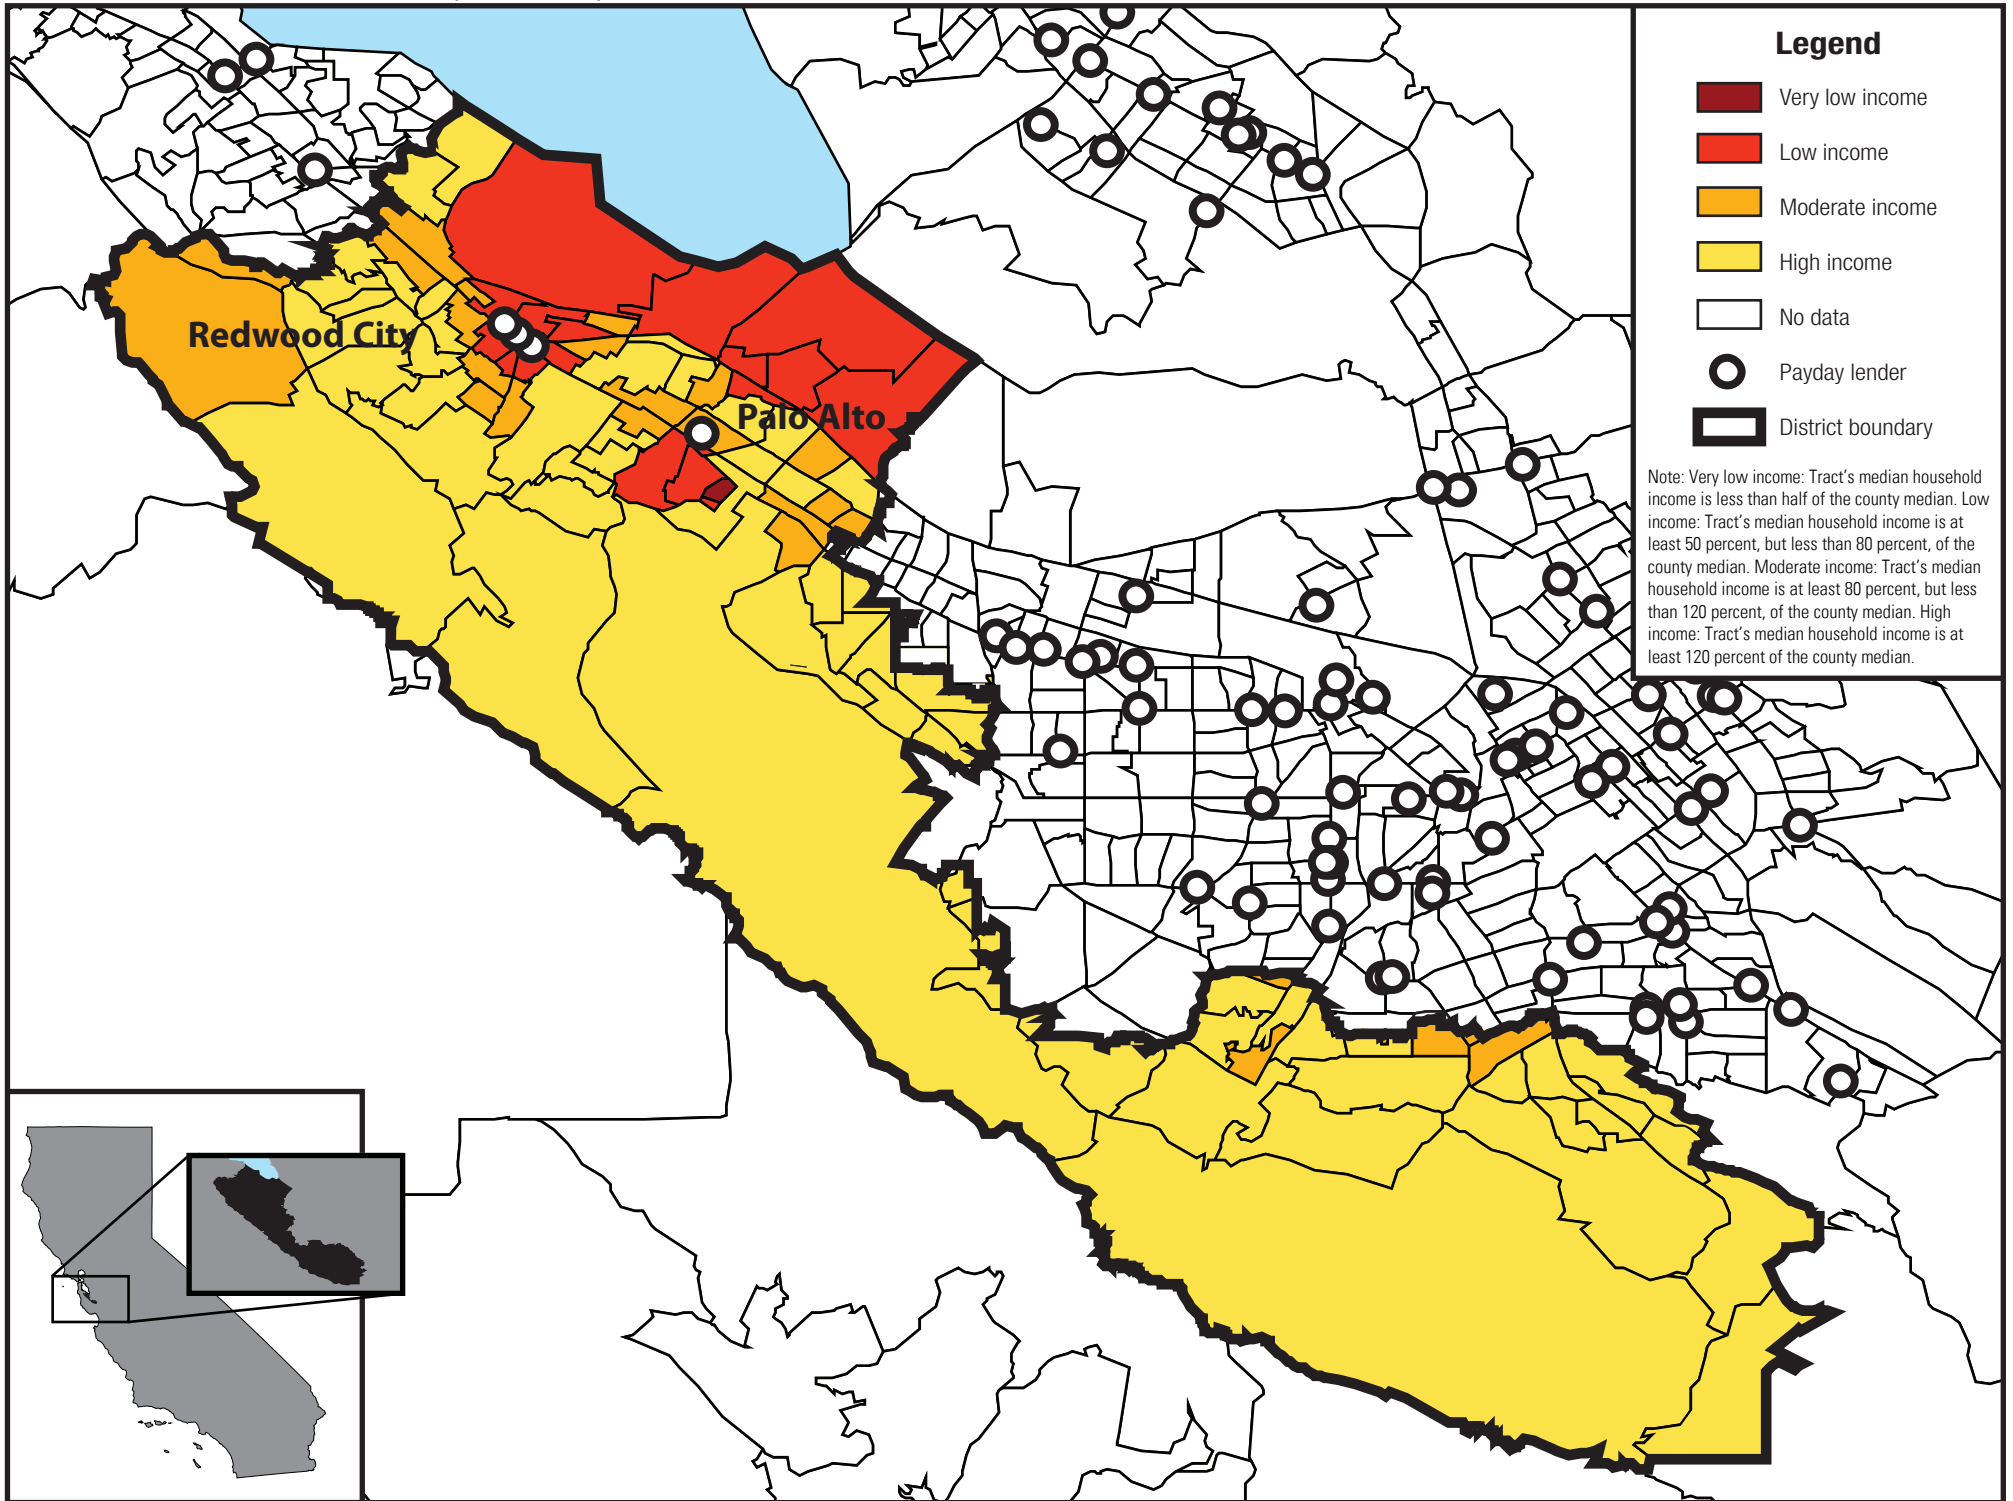 Legend
Very low income
Low income
Moderate income
High income
No data
Payday lender
District boundary
Note: Very low income: Tract's median household
income is less than half of the county median. Low
income: Tract's median household income is at
least 50 percent, but less than 80 percent, of the
county median. Moderate income: Tract's median
household income is at least 80 percent, but less
than 120 percent, of the county median. High
income: Tract's median household income is at
least 120 percent of the county median.
Redwood City
Palo Alto